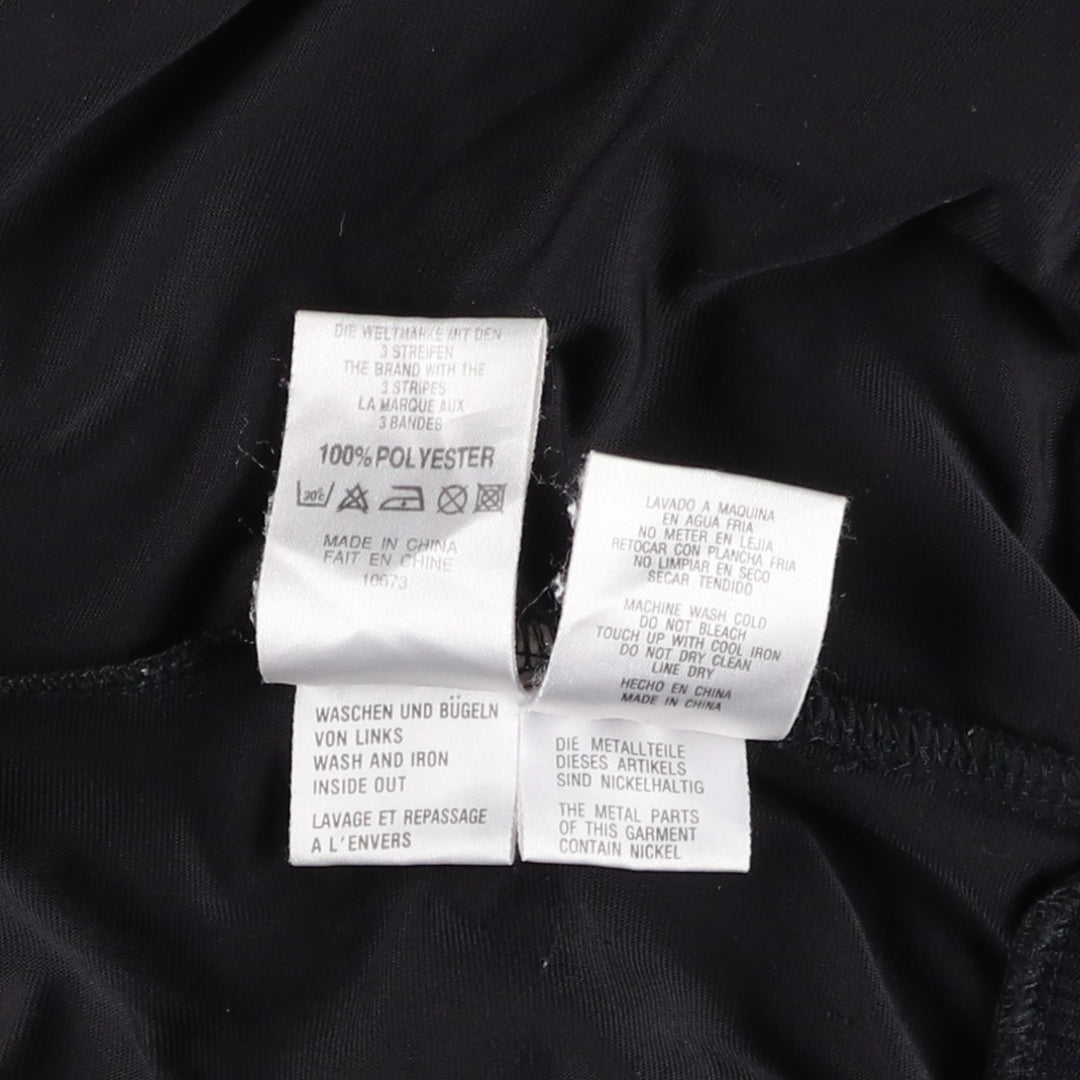 DIE WELTMARKE MIT DEN
3 STREIFEN
THE BRAND WITH THE
3 STRIPES
LA MARQUE AUX
3 BANDES
100% POLYESTER
30°C
MADE IN CHINA
FAIT EN CHINE
10673
WASCHEN UND BÜGELN
VON LINKS
WASH AND IRON
INSIDE OUT
LAVAGE ET REPASSAGE
A L'ENVERS
LAVADO A MAQUINA
EN AGUA FRIA
NO METER EN LEJIA
RETOCAR CON PLANCHA FRIA
NO LIMPIAR EN SECO
SECAR TENDIDO
MACHINE WASH COLD
DO NOT BLEACH
TOUCH UP WITH COOL IRON
DO NOT DRY CLEAN
LINE DRY
HECHO EN CHINA
MADE IN CHINA
DIE METALLTEILE
DIESES ARTIKELS
SIND NICKELHALTIG
THE METAL PARTS
OF THIS GARMENT
CONTAIN NICKEL